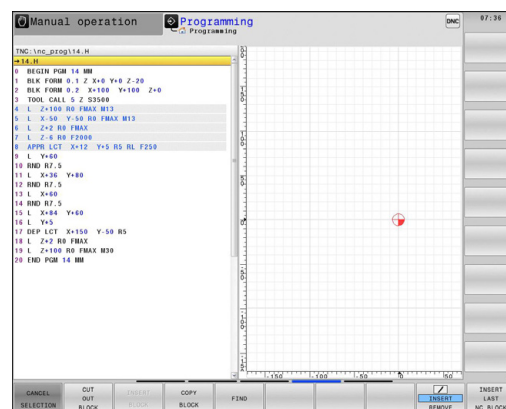 Manual operation
Programming
Programming
DNC
07:36
TNC:\nc_prog\14.H
→14.H
0 BEGIN PGM 14 MM
1 BLK FORM 0.1 Z X+0 Y+0 Z-20
2 BLK FORM 0.2 X+100 Y+100 Z+0
3 TOOL CALL 5 Z S3500
4 L Z+100 R0 FMAX M13
5 L X-50 Y-50 R0 FMAX M13
6 L Z+2 R0 FMAX
7 L Z-6 R0 F2000
8 APPR LCT X+12 Y+5 R5 RL F250
9 L Y+60
10 RND R7.5
11 L X+36 Y+80
12 RND R7.5
13 L X+60
14 RND R7.5
15 L X+84 Y+60
16 L Y+5
17 DEP LCT X+150 Y-50 R5
18 L Z+2 R0 FMAX
19 L Z+100 R0 FMAX M30
20 END PGM 14 MM
-150 -100 -50 0 50
CANCEL
SELECTION
CUT
OUT
BLOCK
INSERT
BLOCK
COPY
BLOCK
FIND
INSERT
REMOVE
INSERT
LAST
NC BLOCK